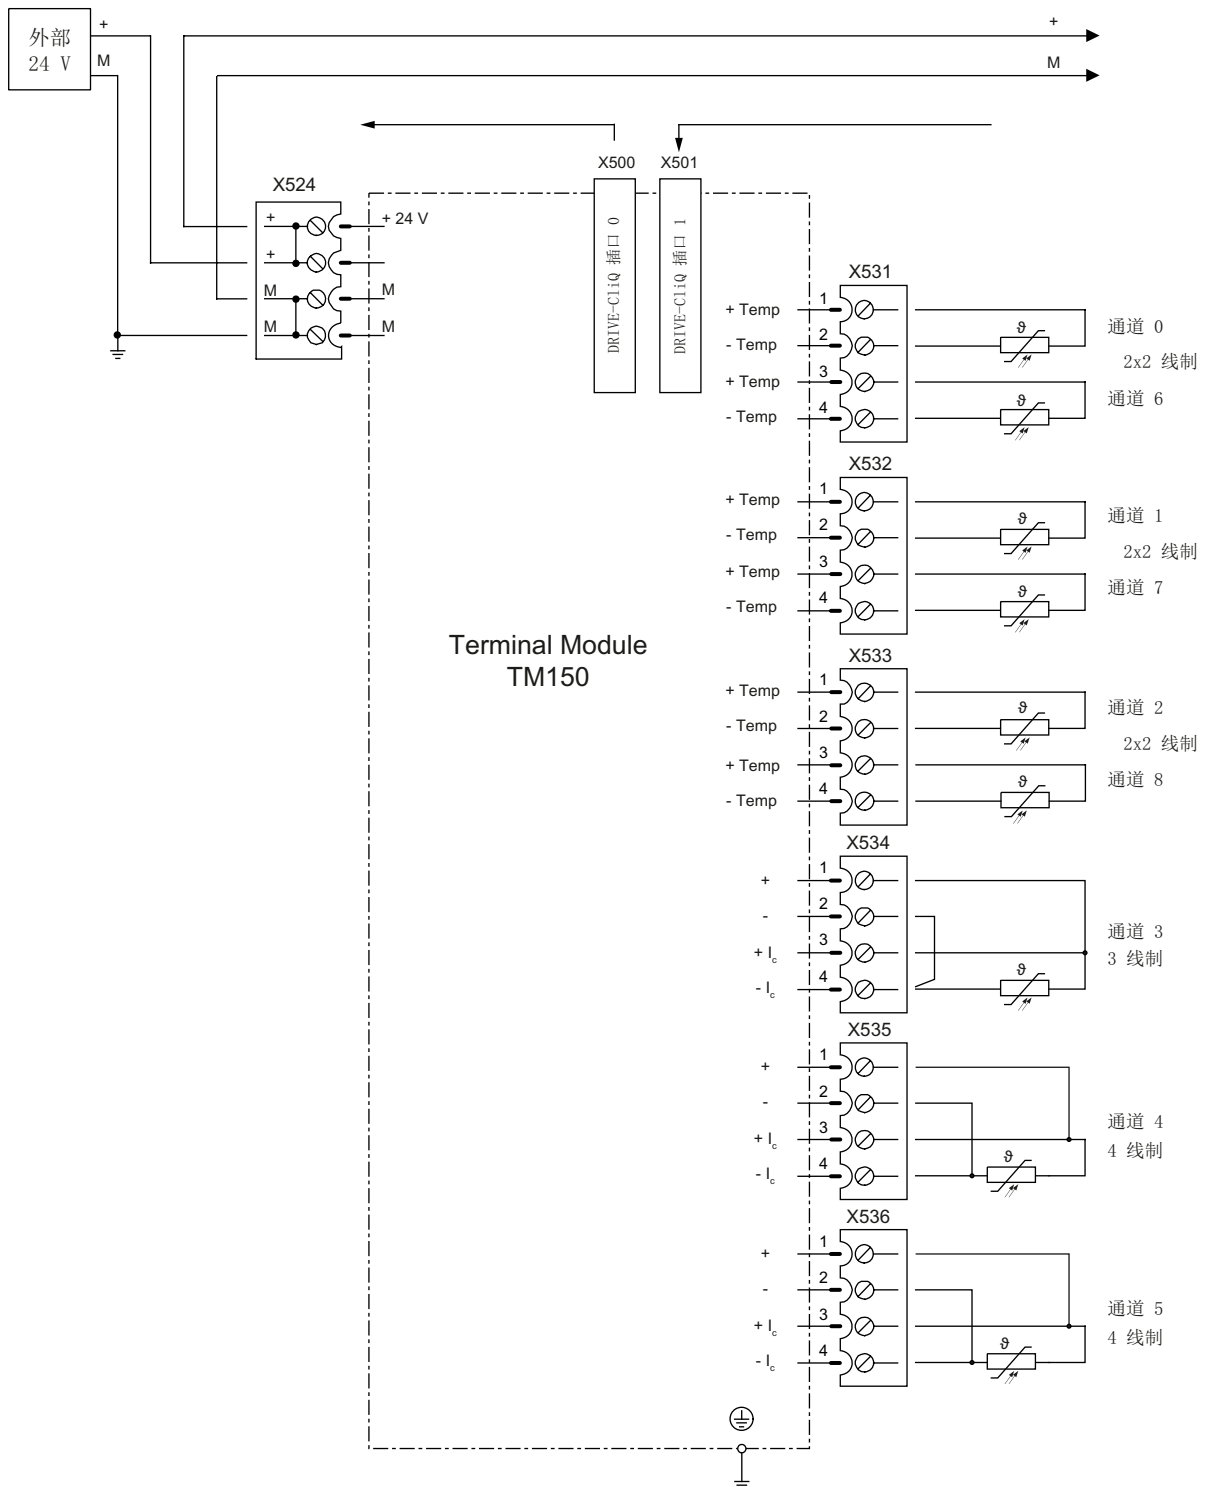 外部
24 V
+
M
+
M
X500
X501
DRIVE-CliQ 插口 0
DRIVE-CliQ 插口 1
X524
+
+
M
M
+ 24 V
M
M
Terminal Module
TM150
X531
+ Temp 1
- Temp 2
+ Temp 3
- Temp 4
ϑ
ϑ
通道 0
2x2 线制
通道 6
X532
+ Temp 1
- Temp 2
+ Temp 3
- Temp 4
ϑ
ϑ
通道 1
2x2 线制
通道 7
X533
+ Temp 1
- Temp 2
+ Temp 3
- Temp 4
ϑ
ϑ
通道 2
2x2 线制
通道 8
X534
+ 1
- 2
+ Ic 3
- Ic 4
ϑ
通道 3
3 线制
X535
+ 1
- 2
+ Ic 3
- Ic 4
ϑ
通道 4
4 线制
X536
+ 1
- 2
+ Ic 3
- Ic 4
ϑ
通道 5
4 线制